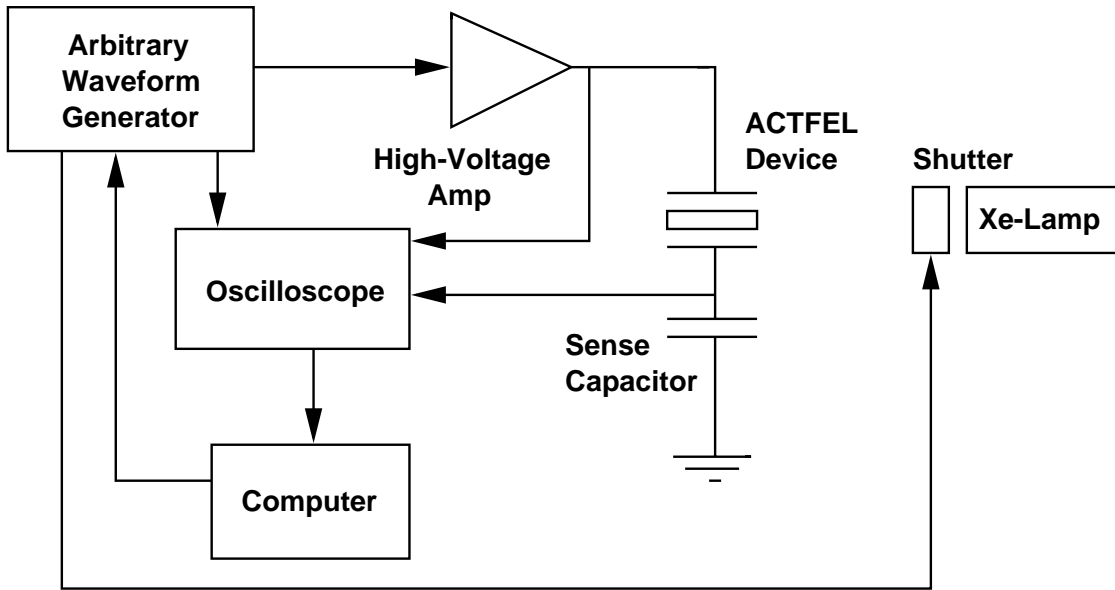 Arbitrary
Waveform
Generator
High-Voltage
Amp
ACTFEL
Device
Shutter
Xe-Lamp
Oscilloscope
Sense
Capacitor
Computer